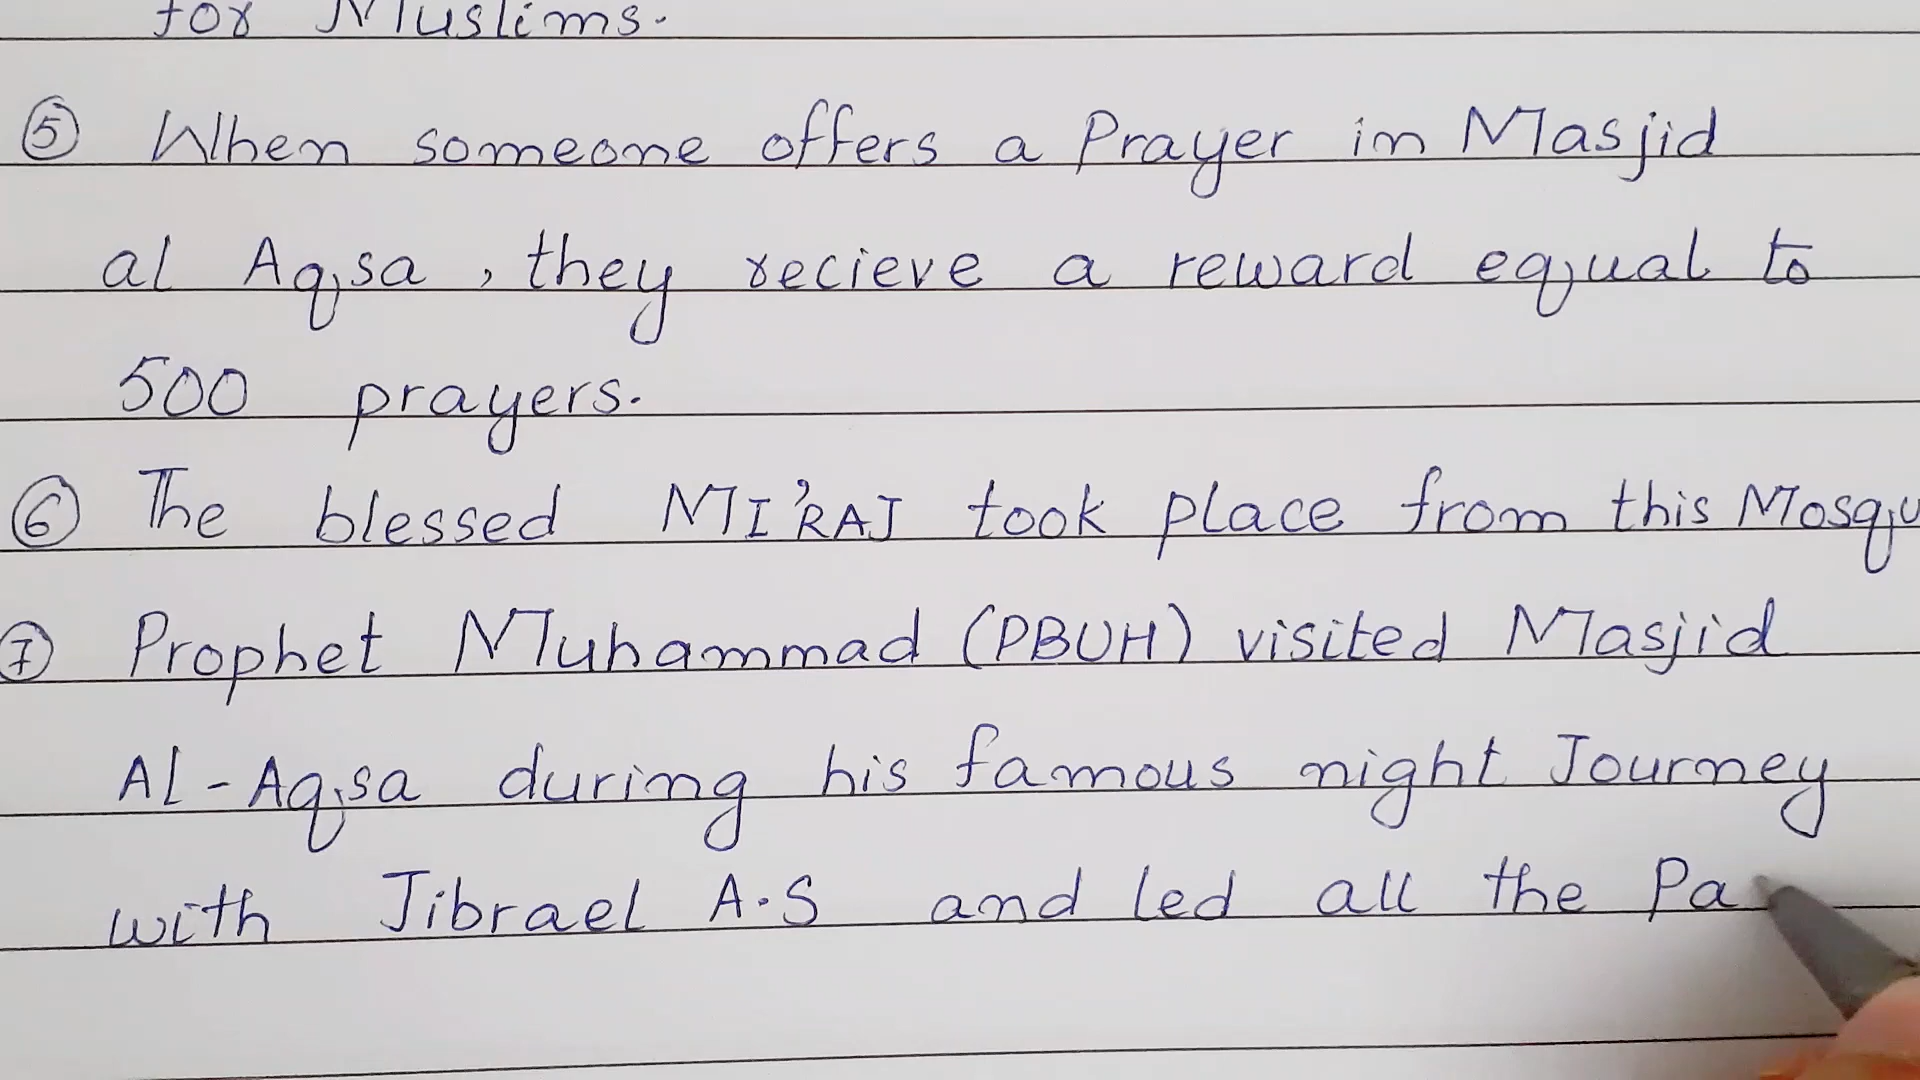 for Muslims.
⑤ When someone offers a Prayer in Masjid
al Aqsa, they recieve a reward equal to
500 prayers.
⑥ The blessed MI'RAJ took place from this Mosqu
⑦ Prophet Muhammad (PBUH) visited Masjid
Al-Aqsa during his famous night Journey
with Jibrael A.S and led all the Pa